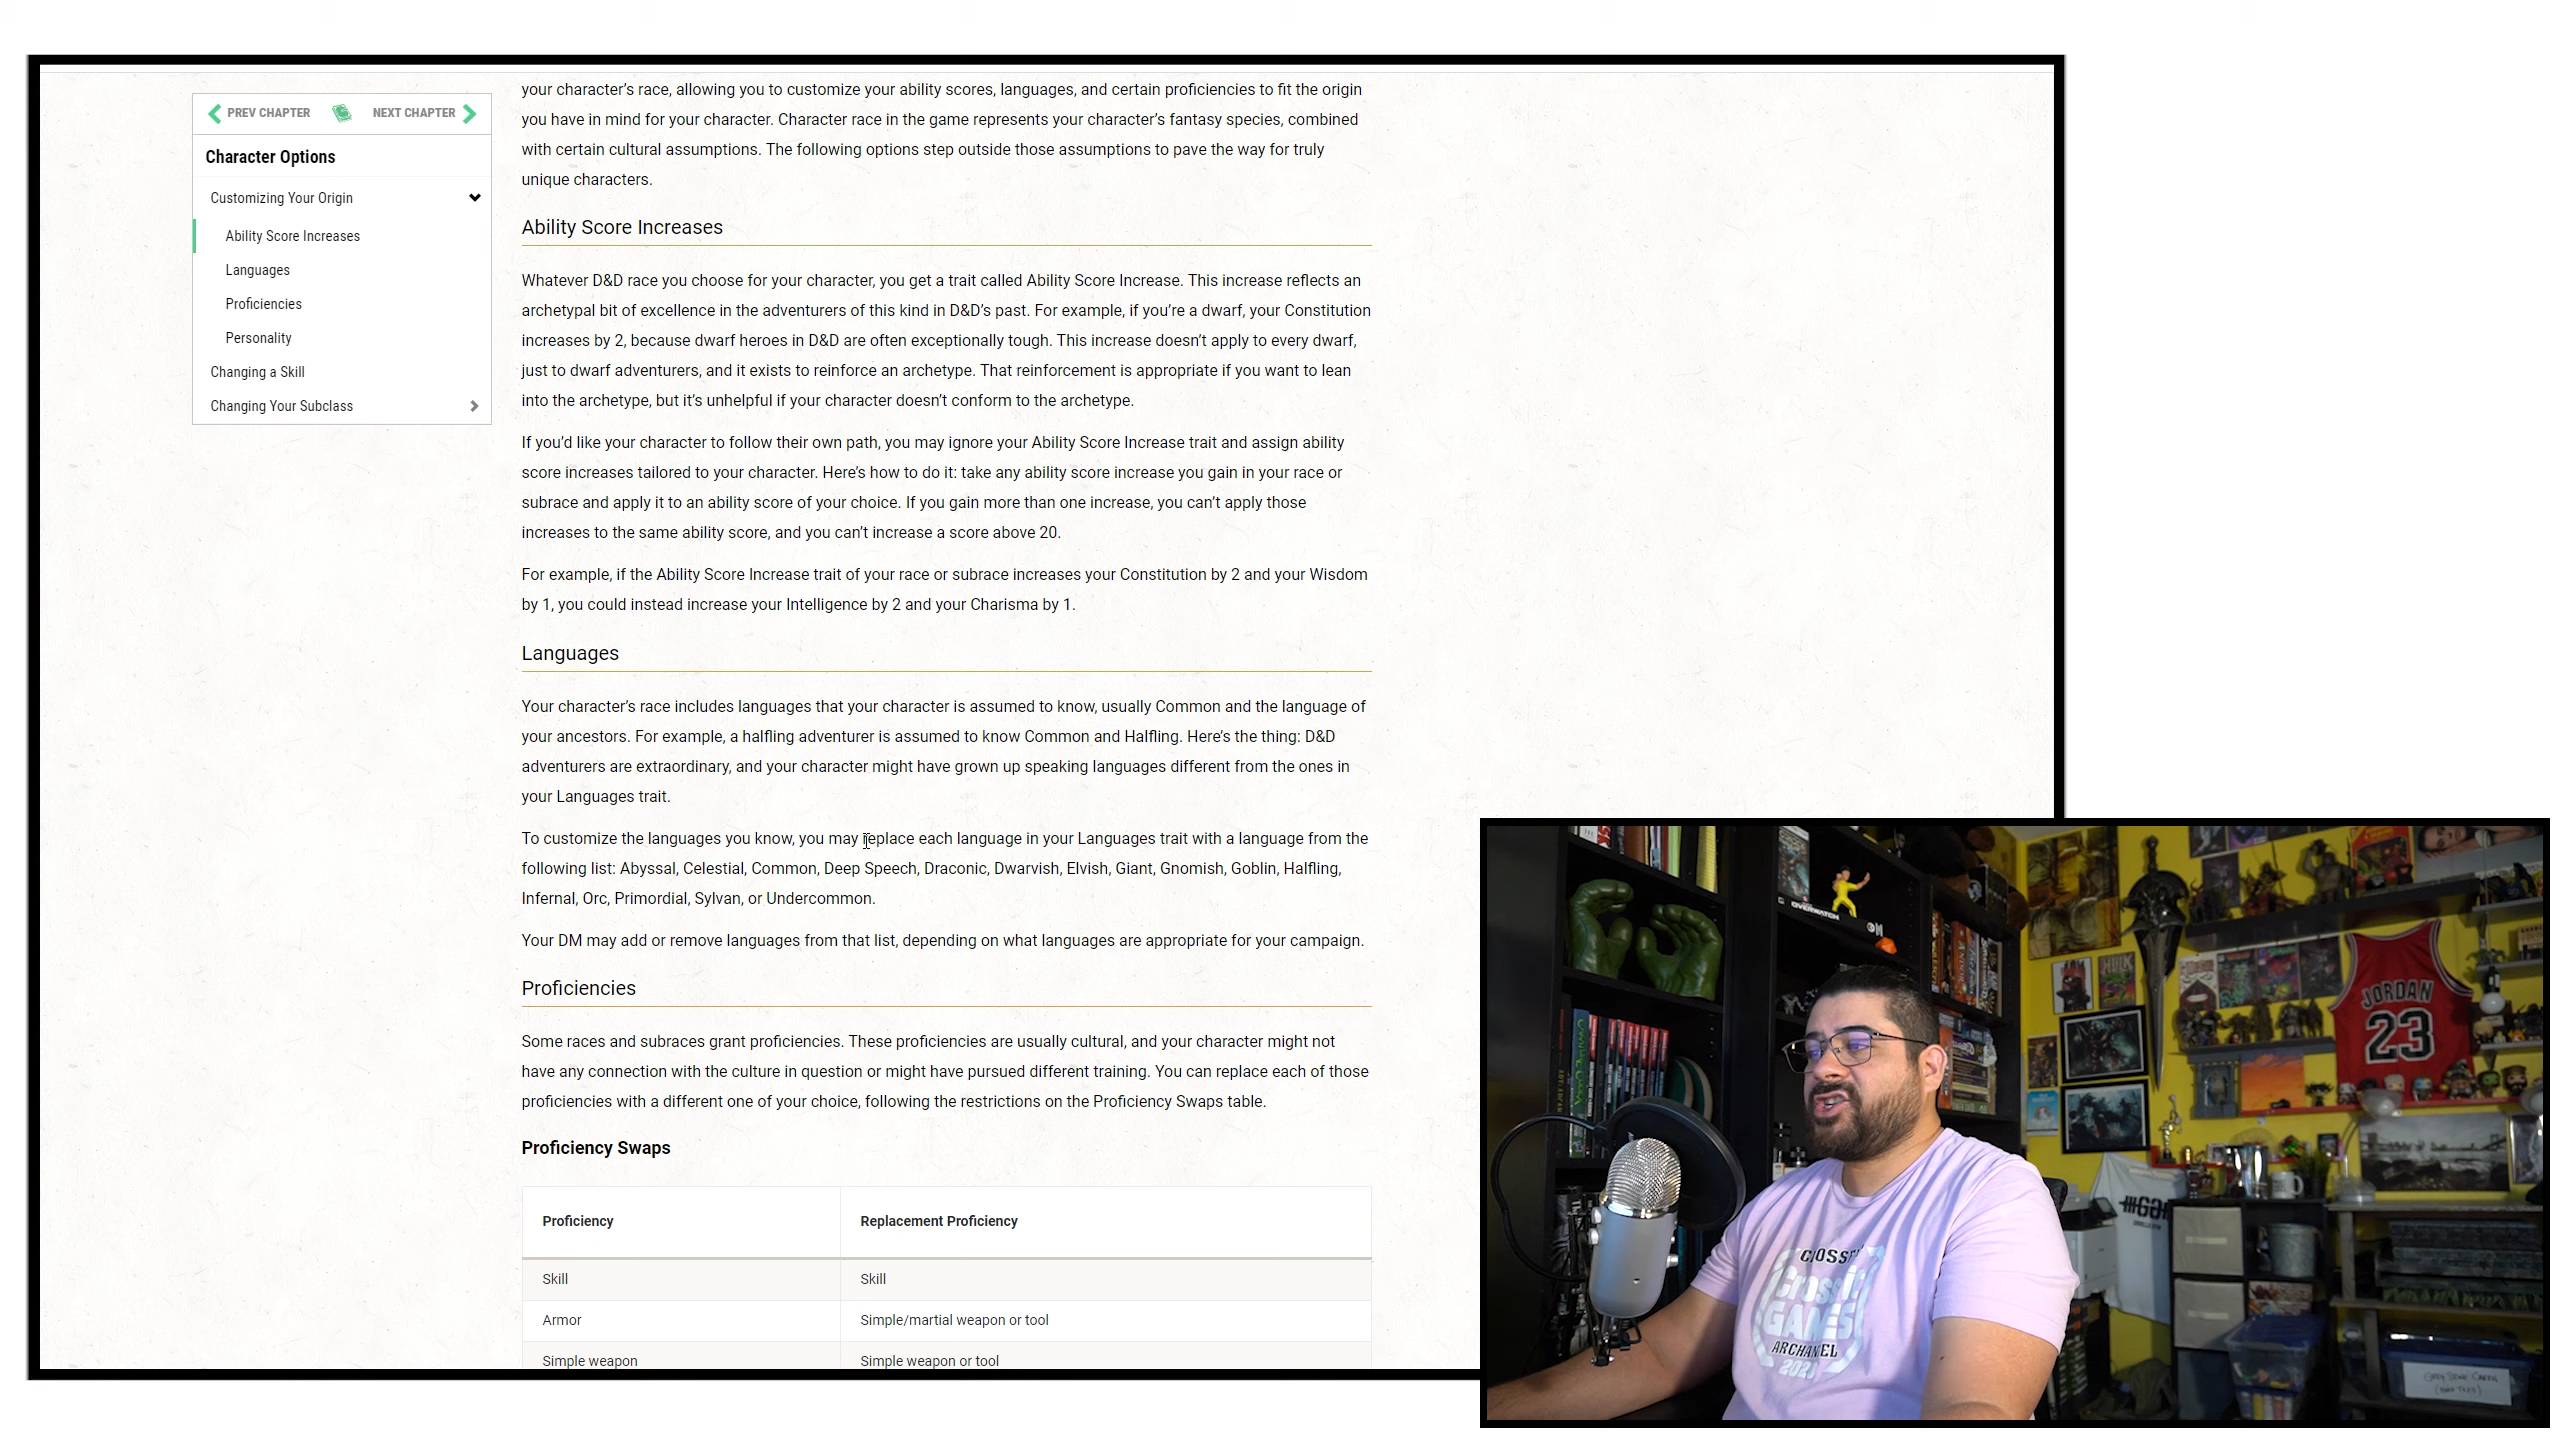 PREV CHAPTER
NEXT CHAPTER
Character Options
Customizing Your Origin
Ability Score Increases
Languages
Proficiencies
Personality
Changing a Skill
Changing Your Subclass
your character’s race, allowing you to customize your ability scores, languages, and certain proficiencies to fit the origin
you have in mind for your character. Character race in the game represents your character’s fantasy species, combined
with certain cultural assumptions. The following options step outside those assumptions to pave the way for truly
unique characters.
Ability Score Increases
Whatever D&D race you choose for your character, you get a trait called Ability Score Increase. This increase reflects an
archetypal bit of excellence in the adventurers of this kind in D&D’s past. For example, if you’re a dwarf, your Constitution
increases by 2, because dwarf heroes in D&D are often exceptionally tough. This increase doesn’t apply to every dwarf,
just to dwarf adventurers, and it exists to reinforce an archetype. That reinforcement is appropriate if you want to lean
into the archetype, but it’s unhelpful if your character doesn’t conform to the archetype.
If you’d like your character to follow their own path, you may ignore your Ability Score Increase trait and assign ability
score increases tailored to your character. Here’s how to do it: take any ability score increase you gain in your race or
subrace and apply it to an ability score of your choice. If you gain more than one increase, you can’t apply those
increases to the same ability score, and you can’t increase a score above 20.
For example, if the Ability Score Increase trait of your race or subrace increases your Constitution by 2 and your Wisdom
by 1, you could instead increase your Intelligence by 2 and your Charisma by 1.
Languages
Your character’s race includes languages that your character is assumed to know, usually Common and the language of
your ancestors. For example, a halfling adventurer is assumed to know Common and Halfling. Here’s the thing: D&D
adventurers are extraordinary, and your character might have grown up speaking languages different from the ones in
your Languages trait.
To customize the languages you know, you may replace each language in your Languages trait with a language from the
following list: Abyssal, Celestial, Common, Deep Speech, Draconic, Dwarvish, Elvish, Giant, Gnomish, Goblin, Halfling,
Infernal, Orc, Primordial, Sylvan, or Undercommon.
Your DM may add or remove languages from that list, depending on what languages are appropriate for your campaign.
Proficiencies
Some races and subraces grant proficiencies. These proficiencies are usually cultural, and your character might not
have any connection with the culture in question or might have pursued different training. You can replace each of those
proficiencies with a different one of your choice, following the restrictions on the Proficiency Swaps table.
Proficiency Swaps
Proficiency
Replacement Proficiency
Skill
Skill
Armor
Simple/martial weapon or tool
Simple weapon
Simple weapon or tool
OVERWATCH
JORDAN
23
GAMES